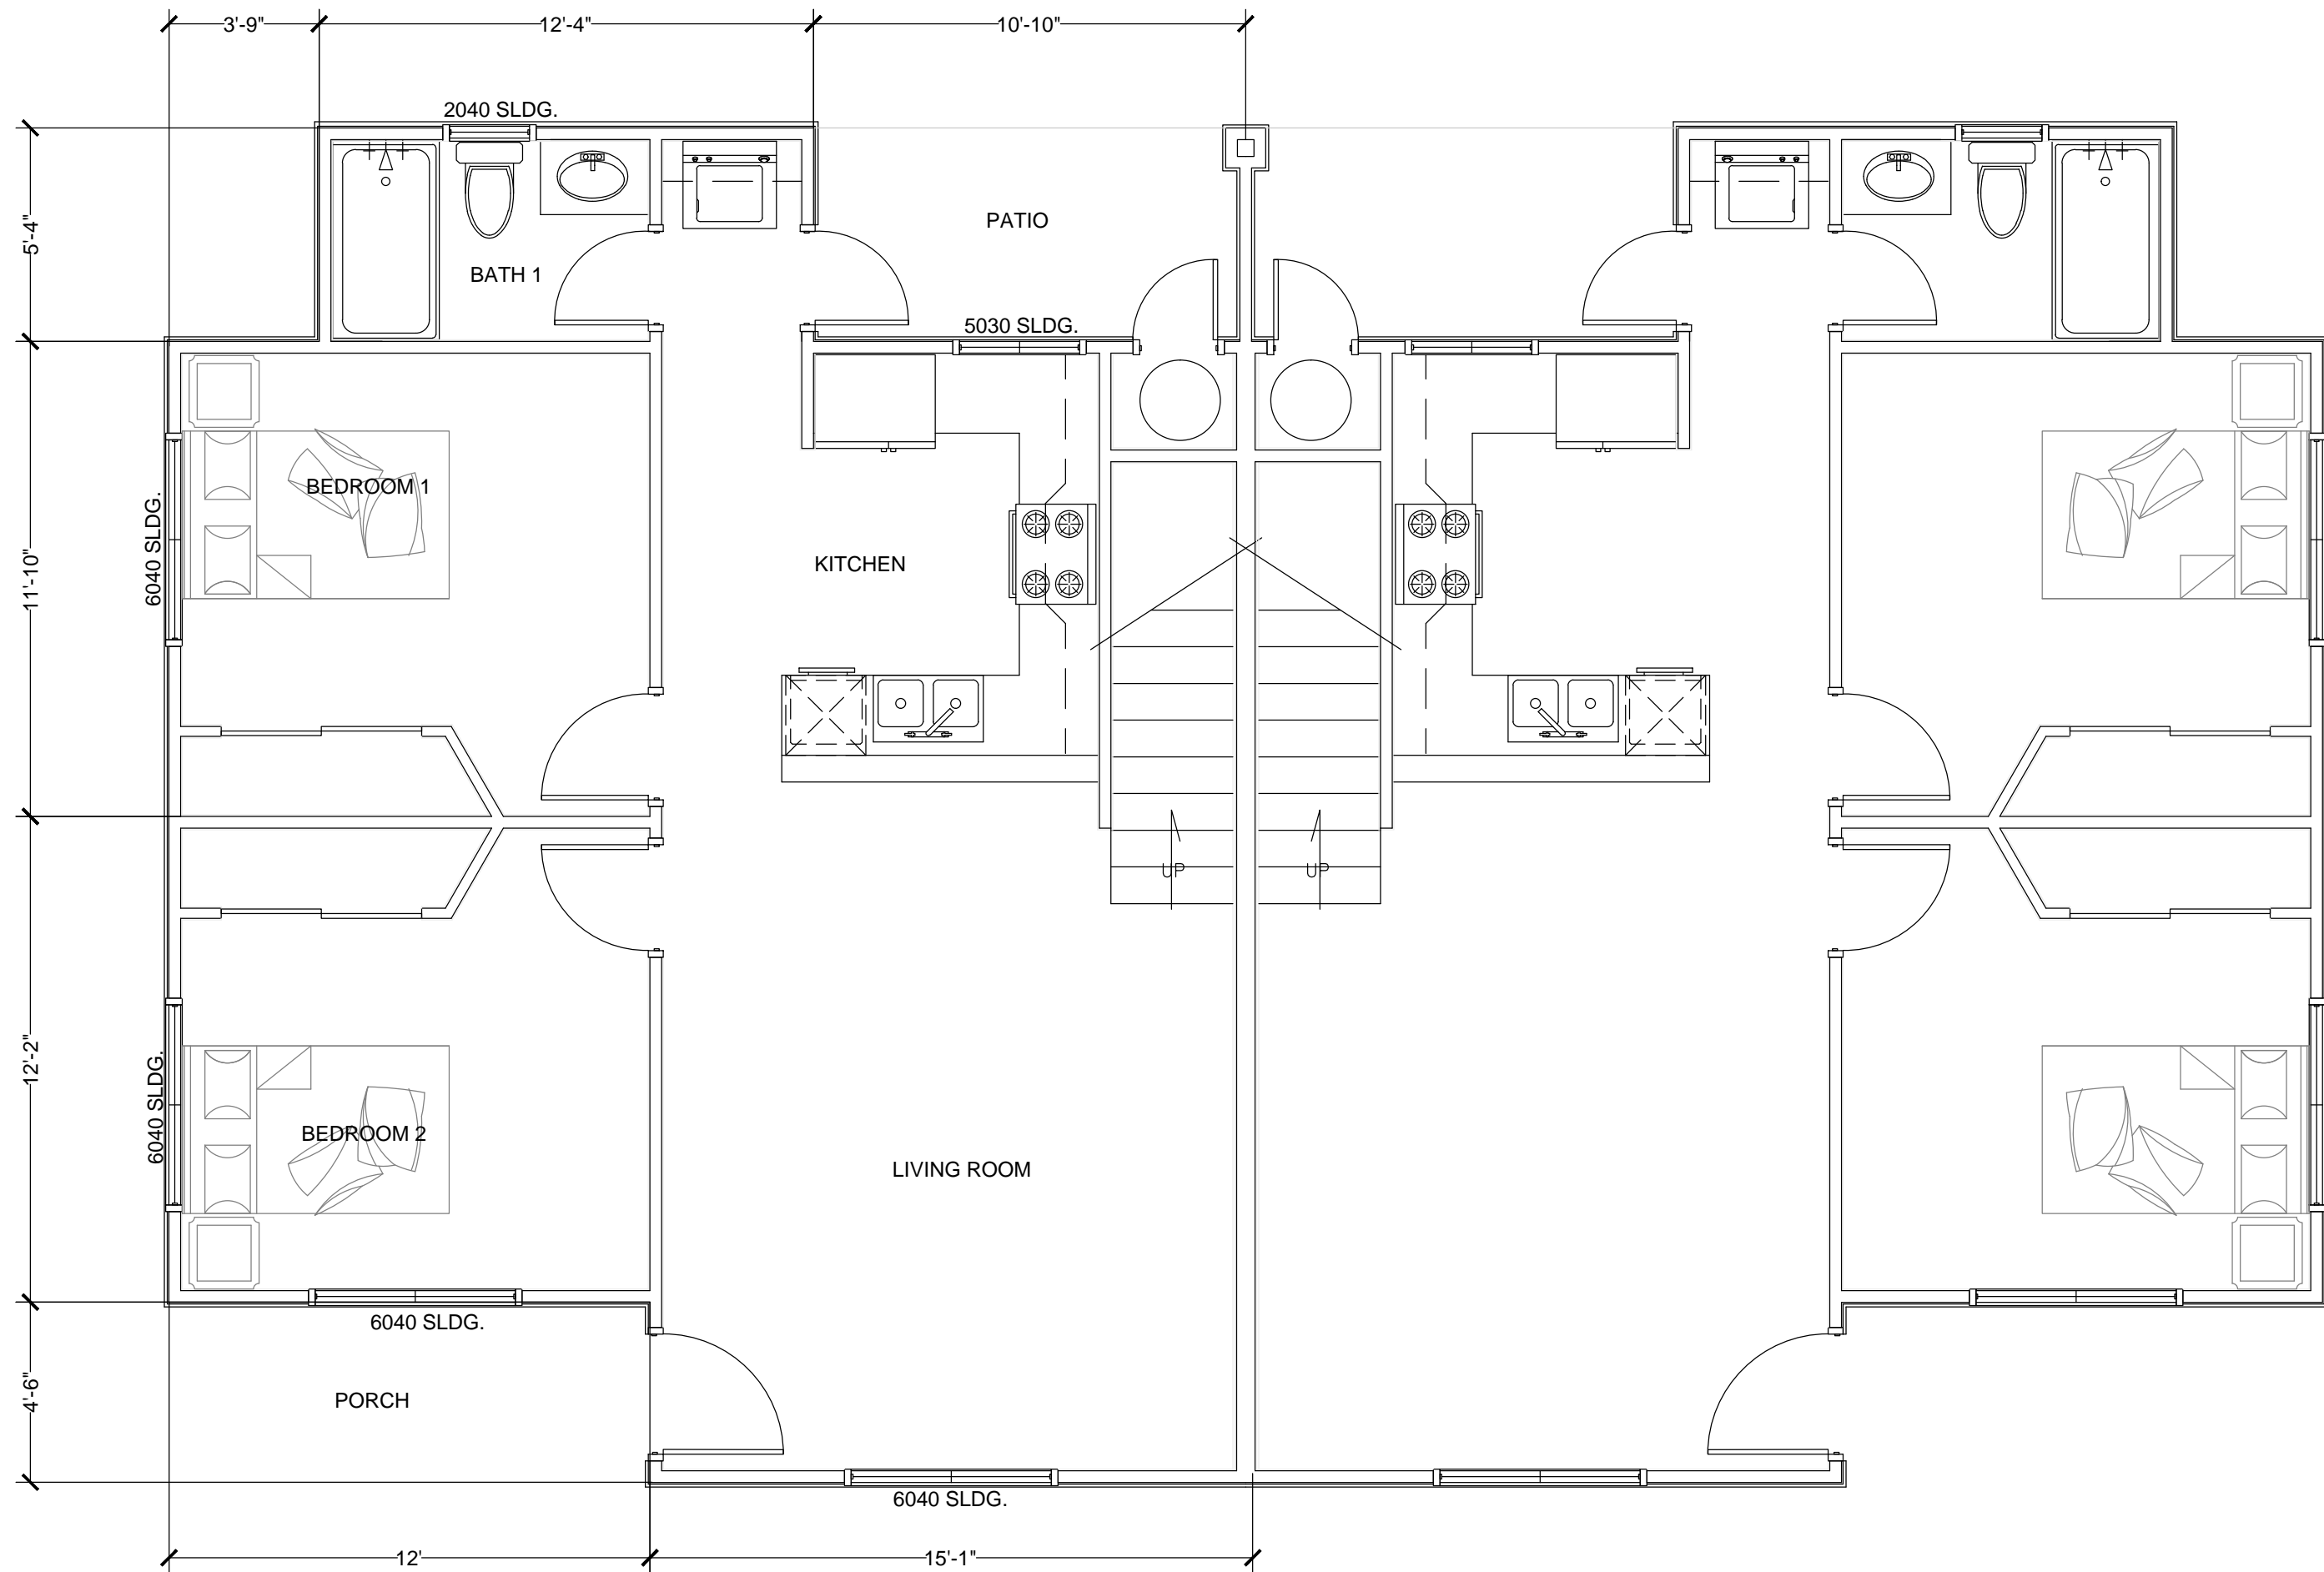 3'-9"
12'-4"
10'-10"
2040 SLDG.
PATIO
5'-4"
BATH 1
5030 SLDG.
BEDROOM 1
6040 SLDG.
11'-10"
KITCHEN
UP
UP
12'-2"
6040 SLDG.
BEDROOM 2
LIVING ROOM
6040 SLDG.
4'-6"
PORCH
6040 SLDG.
12'
15'-1"